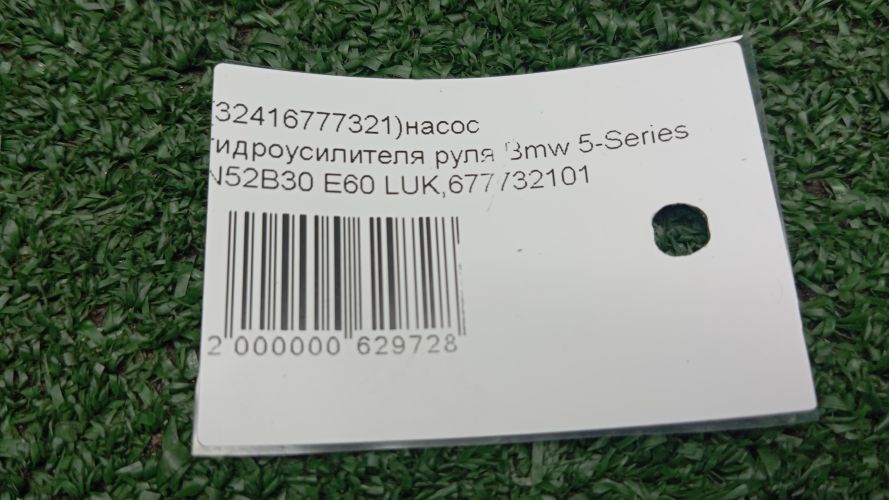 (32416777321)насос
гидроусилителя руля Bmw 5-Series
N52B30 E60 LUK,677732101
2 000000 629728